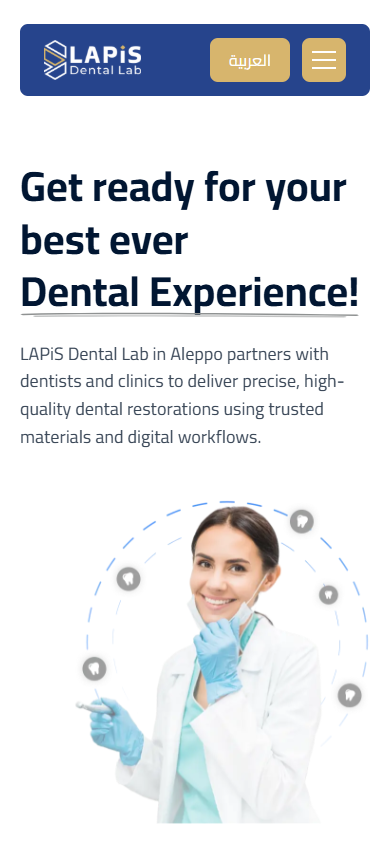 LAPiS
Dental Lab
العربية
Get ready for your
best ever
Dental Experience!
LAPiS Dental Lab in Aleppo partners with
dentists and clinics to deliver precise, high-
quality dental restorations using trusted
materials and digital workflows.